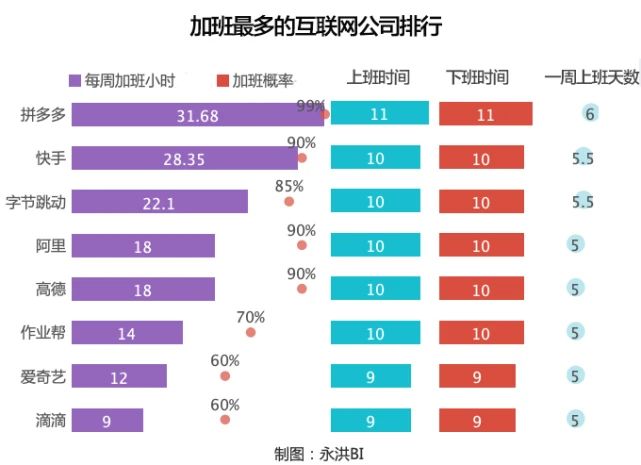 加班最多的互联网公司排行
每周加班小时 加班概率 上班时间 下班时间 一周上班天数
拼多多 31.68 99% 11 11 6
快手 28.35 90% 10 10 5.5
字节跳动 22.1 85% 10 10 5.5
阿里 18 90% 10 10 5
高德 18 90% 10 10 5
作业帮 14 70% 10 10 5
爱奇艺 12 60% 9 9 5
滴滴 9 60% 9 9 5
制图：永洪BI